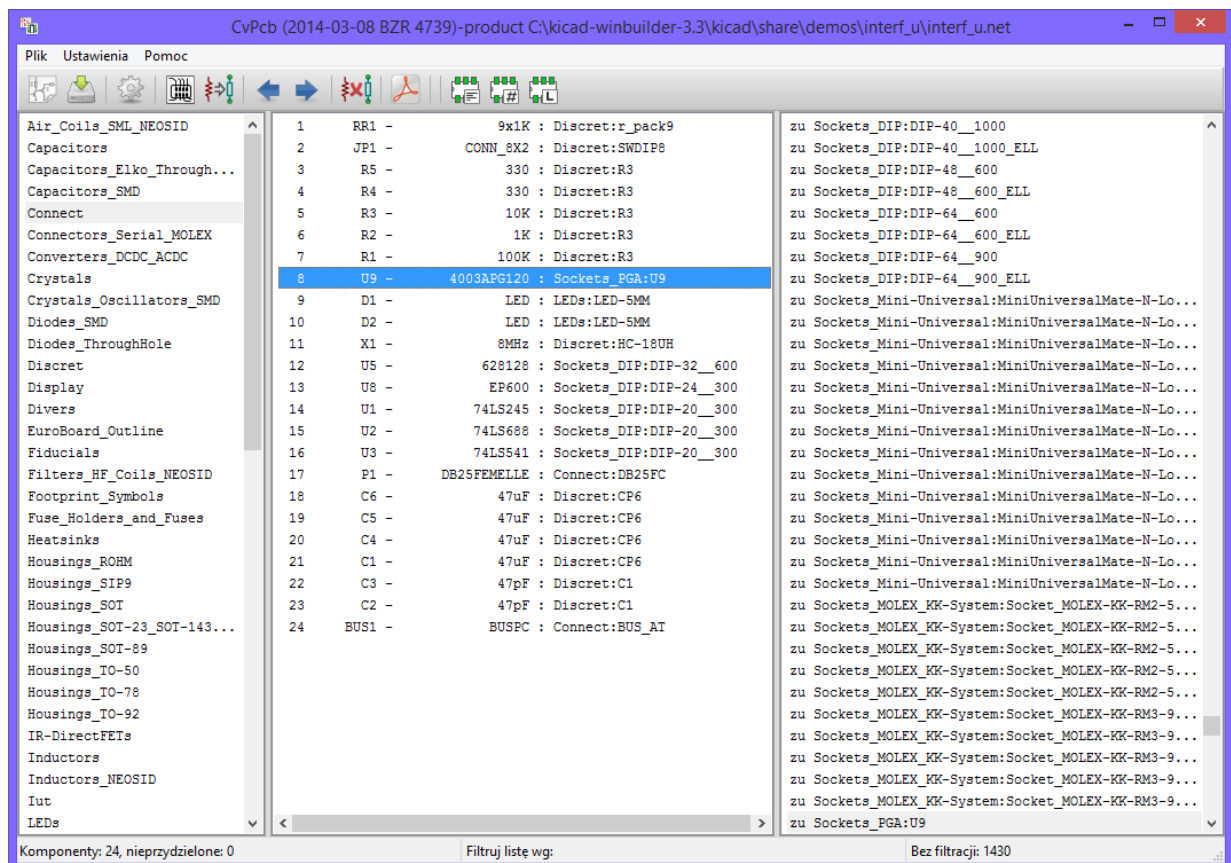 CvPcb (2014-03-08 BZR 4739)-product C:\kicad-winbuilder-3.3\kicad\share\demos\interf_u\interf_u.net
Plik Ustawienia Pomoc
Air_Coils_SML_NEOSID
Capacitors
Capacitors_Elko_Through...
Capacitors_SMD
Connect
Connectors_Serial_MOLEX
Converters_DCDC_ACDC
Crystals
Crystals_Oscillators_SMD
Diodes_SMD
Diodes_ThroughHole
Discret
Display
Divers
EuroBoard_Outline
Fiducials
Filters_HF_Coils_NEOSID
Footprint_Symbols
Fuse_Holders_and_Fuses
Heatsinks
Housings_ROHM
Housings_SIP9
Housings_SOT
Housings_SOT-23_SOT-143...
Housings_SOT-89
Housings_TO-50
Housings_TO-78
Housings_TO-92
IR-DirectFETs
Inductors
Inductors_NEOSID
Iut
LEDs
1 RR1 - 9x1K : Discret:r_pack9
2 JP1 - CONN_8X2 : Discret:SWDIP8
3 R5 - 330 : Discret:R3
4 R4 - 330 : Discret:R3
5 R3 - 10K : Discret:R3
6 R2 - 1K : Discret:R3
7 R1 - 100K : Discret:R3
8 U9 - 4003APG120 : Sockets_PGA:U9
9 D1 - LED : LEDs:LED-5MM
10 D2 - LED : LEDs:LED-5MM
11 X1 - 8MHz : Discret:HC-18UH
12 U5 - 628128 : Sockets_DIP:DIP-32__600
13 U8 - EP600 : Sockets_DIP:DIP-24__300
14 U1 - 74LS245 : Sockets_DIP:DIP-20__300
15 U2 - 74LS688 : Sockets_DIP:DIP-20__300
16 U3 - 74LS541 : Sockets_DIP:DIP-20__300
17 P1 - DB25FEMELLE : Connect:DB25FC
18 C6 - 47uF : Discret:CP6
19 C5 - 47uF : Discret:CP6
20 C4 - 47uF : Discret:CP6
21 C1 - 47uF : Discret:CP6
22 C3 - 47pF : Discret:C1
23 C2 - 47pF : Discret:C1
24 BUS1 - BUSPC : Connect:BUS_AT
zu Sockets_DIP:DIP-40__1000
zu Sockets_DIP:DIP-40__1000_ELL
zu Sockets_DIP:DIP-48__600
zu Sockets_DIP:DIP-48__600_ELL
zu Sockets_DIP:DIP-64__600
zu Sockets_DIP:DIP-64__600_ELL
zu Sockets_DIP:DIP-64__900
zu Sockets_DIP:DIP-64__900_ELL
zu Sockets_Mini-Universal:MiniUniversalMate-N-Lo...
zu Sockets_Mini-Universal:MiniUniversalMate-N-Lo...
zu Sockets_Mini-Universal:MiniUniversalMate-N-Lo...
zu Sockets_Mini-Universal:MiniUniversalMate-N-Lo...
zu Sockets_Mini-Universal:MiniUniversalMate-N-Lo...
zu Sockets_Mini-Universal:MiniUniversalMate-N-Lo...
zu Sockets_Mini-Universal:MiniUniversalMate-N-Lo...
zu Sockets_Mini-Universal:MiniUniversalMate-N-Lo...
zu Sockets_Mini-Universal:MiniUniversalMate-N-Lo...
zu Sockets_Mini-Universal:MiniUniversalMate-N-Lo...
zu Sockets_Mini-Universal:MiniUniversalMate-N-Lo...
zu Sockets_Mini-Universal:MiniUniversalMate-N-Lo...
zu Sockets_Mini-Universal:MiniUniversalMate-N-Lo...
zu Sockets_Mini-Universal:MiniUniversalMate-N-Lo...
zu Sockets_MOLEX_KK-System:Socket_MOLEX-KK-RM2-5...
zu Sockets_MOLEX_KK-System:Socket_MOLEX-KK-RM2-5...
zu Sockets_MOLEX_KK-System:Socket_MOLEX-KK-RM2-5...
zu Sockets_MOLEX_KK-System:Socket_MOLEX-KK-RM2-5...
zu Sockets_MOLEX_KK-System:Socket_MOLEX-KK-RM2-5...
zu Sockets_MOLEX_KK-System:Socket_MOLEX-KK-RM3-9...
zu Sockets_MOLEX_KK-System:Socket_MOLEX-KK-RM3-9...
zu Sockets_MOLEX_KK-System:Socket_MOLEX-KK-RM3-9...
zu Sockets_MOLEX_KK-System:Socket_MOLEX-KK-RM3-9...
zu Sockets_MOLEX_KK-System:Socket_MOLEX-KK-RM3-9...
zu Sockets_PGA:U9
Komponenty: 24, nieprzydzielone: 0
Filtruj listę wg:
Bez filtracji: 1430